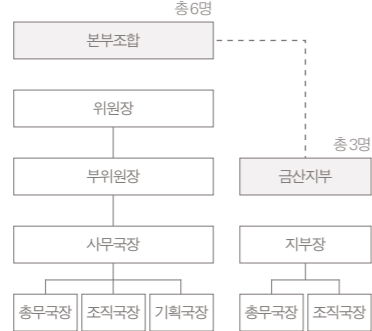 총 6명
본부조합
위원장
부위원장
사무국장
총무국장 조직국장 기획국장
총 3명
금산지부
지부장
총무국장 조직국장